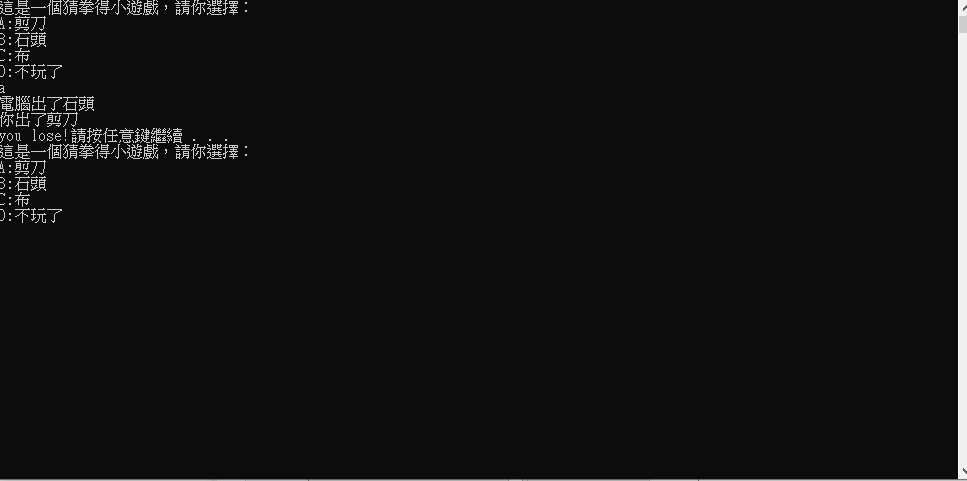 這是一個猜拳得小遊戲，請你選擇：
A:剪刀
B:石頭
C:布
D:不玩了
a
電腦出了石頭
你出了剪刀
you lose!請按任意鍵繼續 . . .
這是一個猜拳得小遊戲，請你選擇：
A:剪刀
B:石頭
C:布
D:不玩了